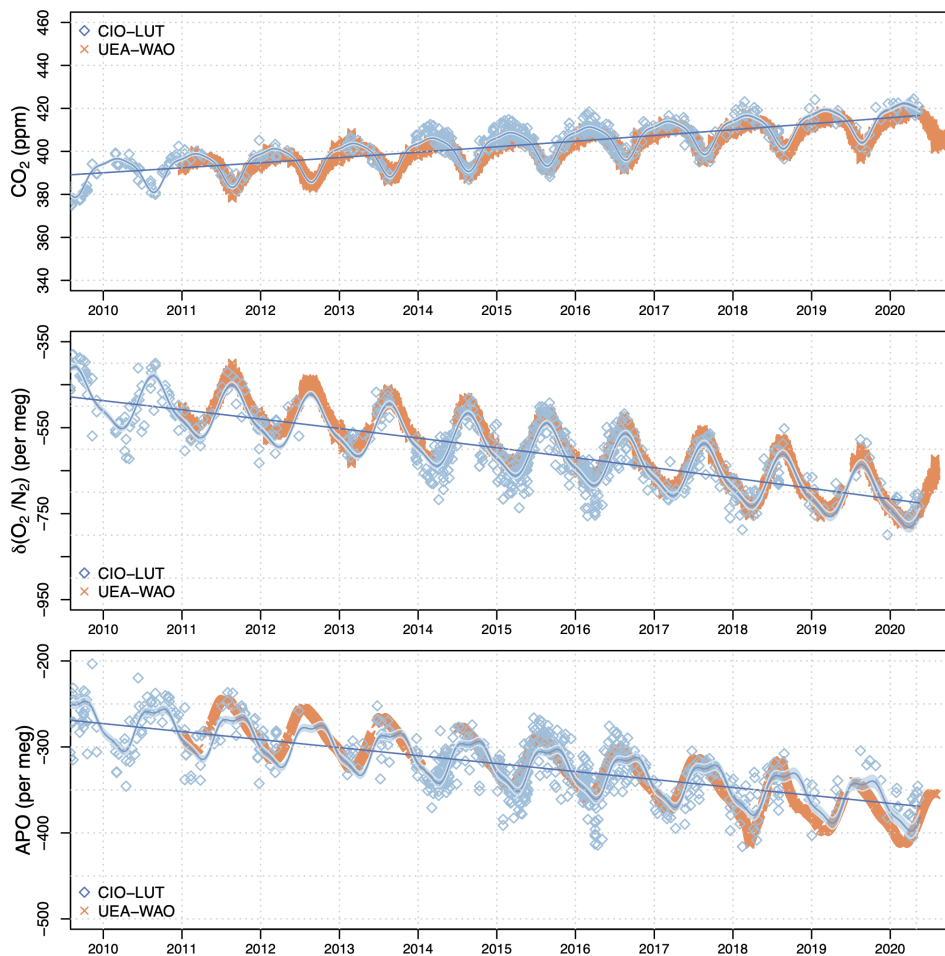 CO₂ (ppm)
460
440
420
400
380
360
340
CIO−LUT
UEA−WAO
2010 2011 2012 2013 2014 2015 2016 2017 2018 2019 2020
δ(O₂ /N₂) (per meg)
−350
−550
−750
−950
CIO−LUT
UEA−WAO
2010 2011 2012 2013 2014 2015 2016 2017 2018 2019 2020
APO (per meg)
−200
−300
−400
−500
CIO−LUT
UEA−WAO
2010 2011 2012 2013 2014 2015 2016 2017 2018 2019 2020